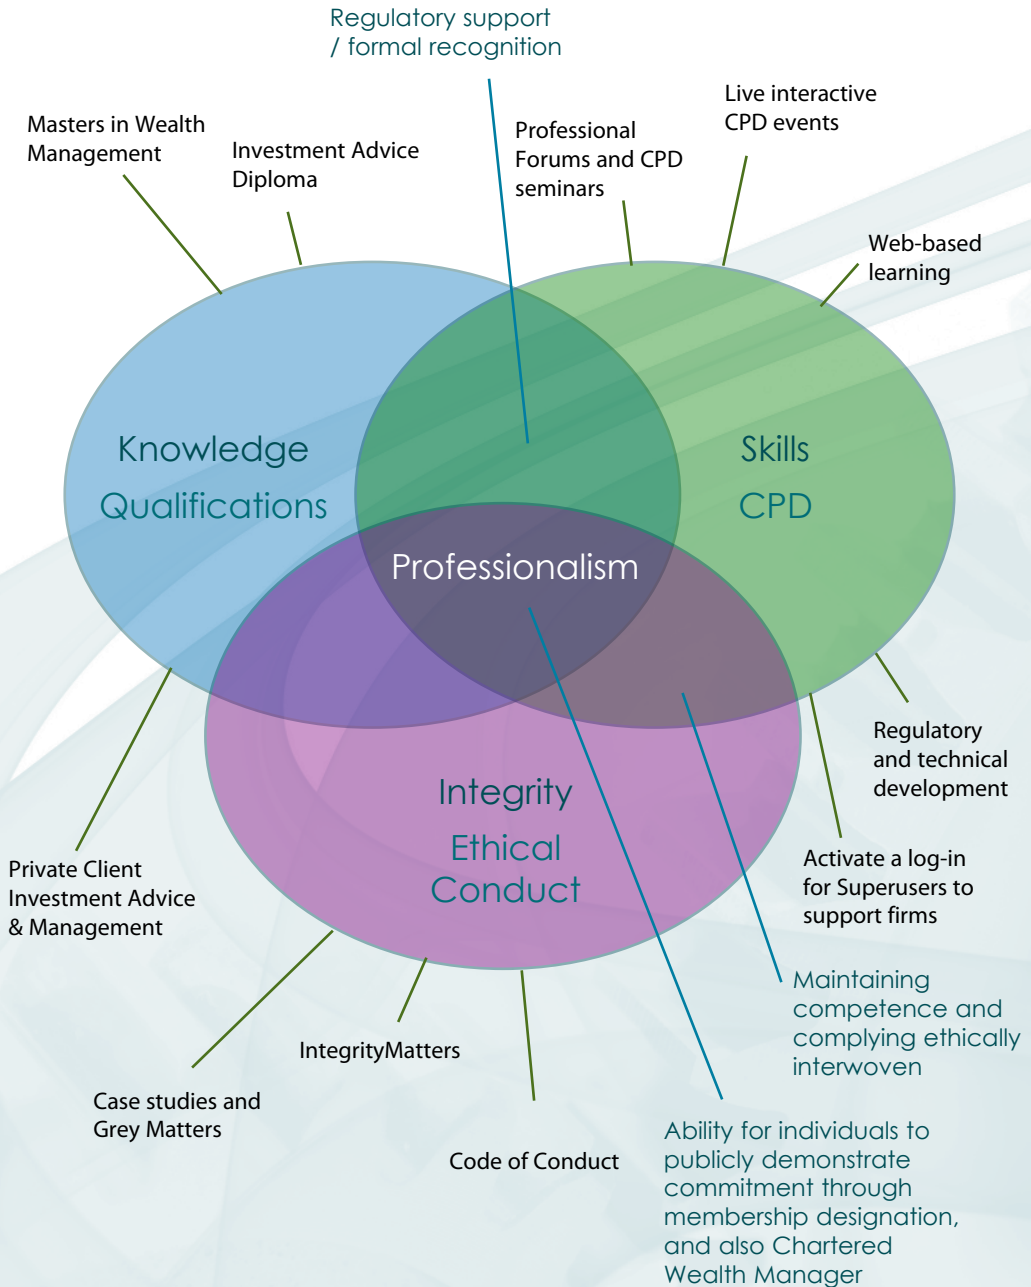 Regulatory support
/ formal recognition
Live interactive
CPD events
Masters in Wealth
Management
Investment Advice
Diploma
Professional
Forums and CPD
seminars
Web-based
learning
Knowledge
Qualifications
Skills
CPD
Professionalism
Integrity
Ethical
Conduct
Regulatory
and technical
development
Private Client
Investment Advice
& Management
Activate a log-in
for Superusers to
support firms
Maintaining
competence and
complying ethically
interwoven
IntegrityMatters
Case studies and
Grey Matters
Code of Conduct
Ability for individuals to
publicly demonstrate
commitment through
membership designation,
and also Chartered
Wealth Manager